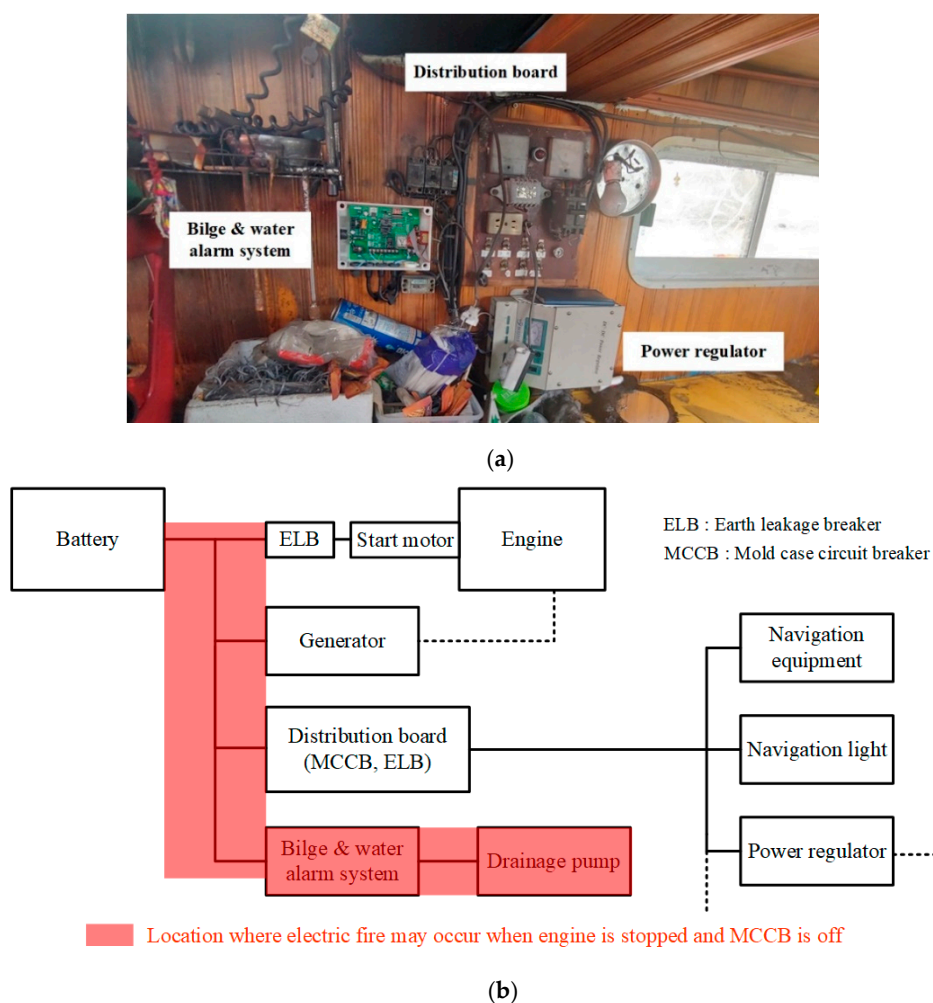 Distribution board
Bilge & water
alarm system
Power regulator
(a)
Battery
ELB
Start motor
Engine
ELB : Earth leakage breaker
MCCB : Mold case circuit breaker
Generator
Navigation
equipment
Distribution board
(MCCB, ELB)
Navigation light
Bilge & water
alarm system
Drainage pump
Power regulator
Location where electric fire may occur when engine is stopped and MCCB is off
(b)